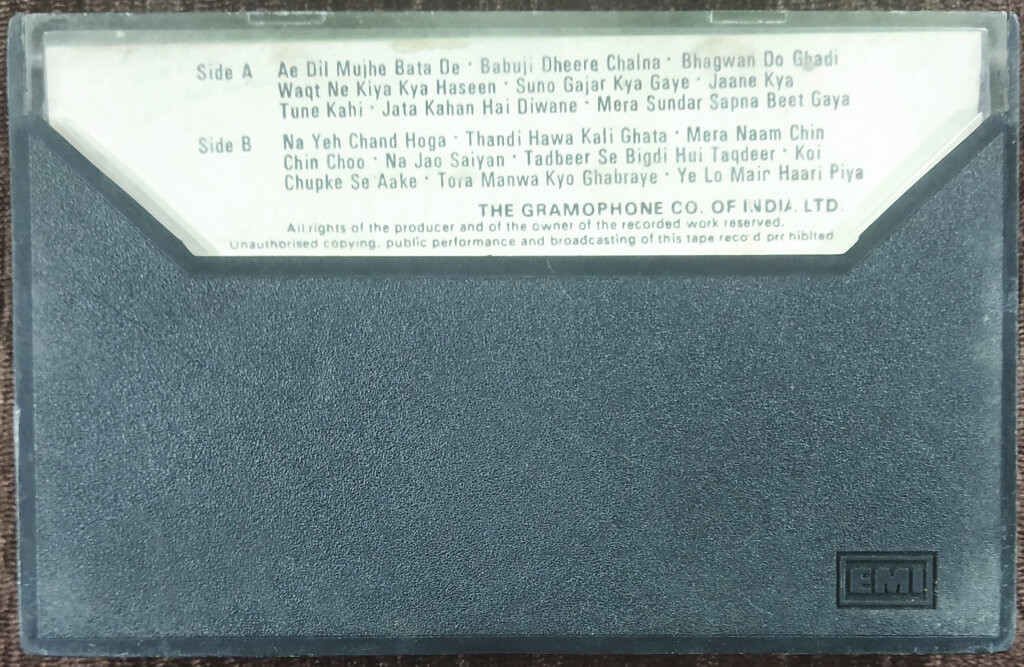 Side A Ae Dil Mujhe Bata De · Babuji Dheere Chalna · Bhagwan Do Ghadi
Waqt Ne Kiya Kya Haseen · Suno Gajar Kya Gaye · Jaane Kya
Tune Kahi · Jata Kahan Hai Diwane · Mera Sundar Sapna Beet Gaya
Side B Na Yeh Chand Hoga · Thandi Hawa Kali Ghata · Mera Naam Chin
Chin Choo · Na Jao Saiyan · Tadbeer Se Bigdi Hui Taqdeer · Koi
Chupke Se Aake · Tora Manwa Kyo Ghabraye · Ye Lo Mair Haari Piya
THE GRAMOPHONE CO. OF INDIA. LTD.
All rights of the producer and of the owner of the recorded work reserved.
Unauthorised copying, public performance and broadcasting of this tape record prohibited
EMI